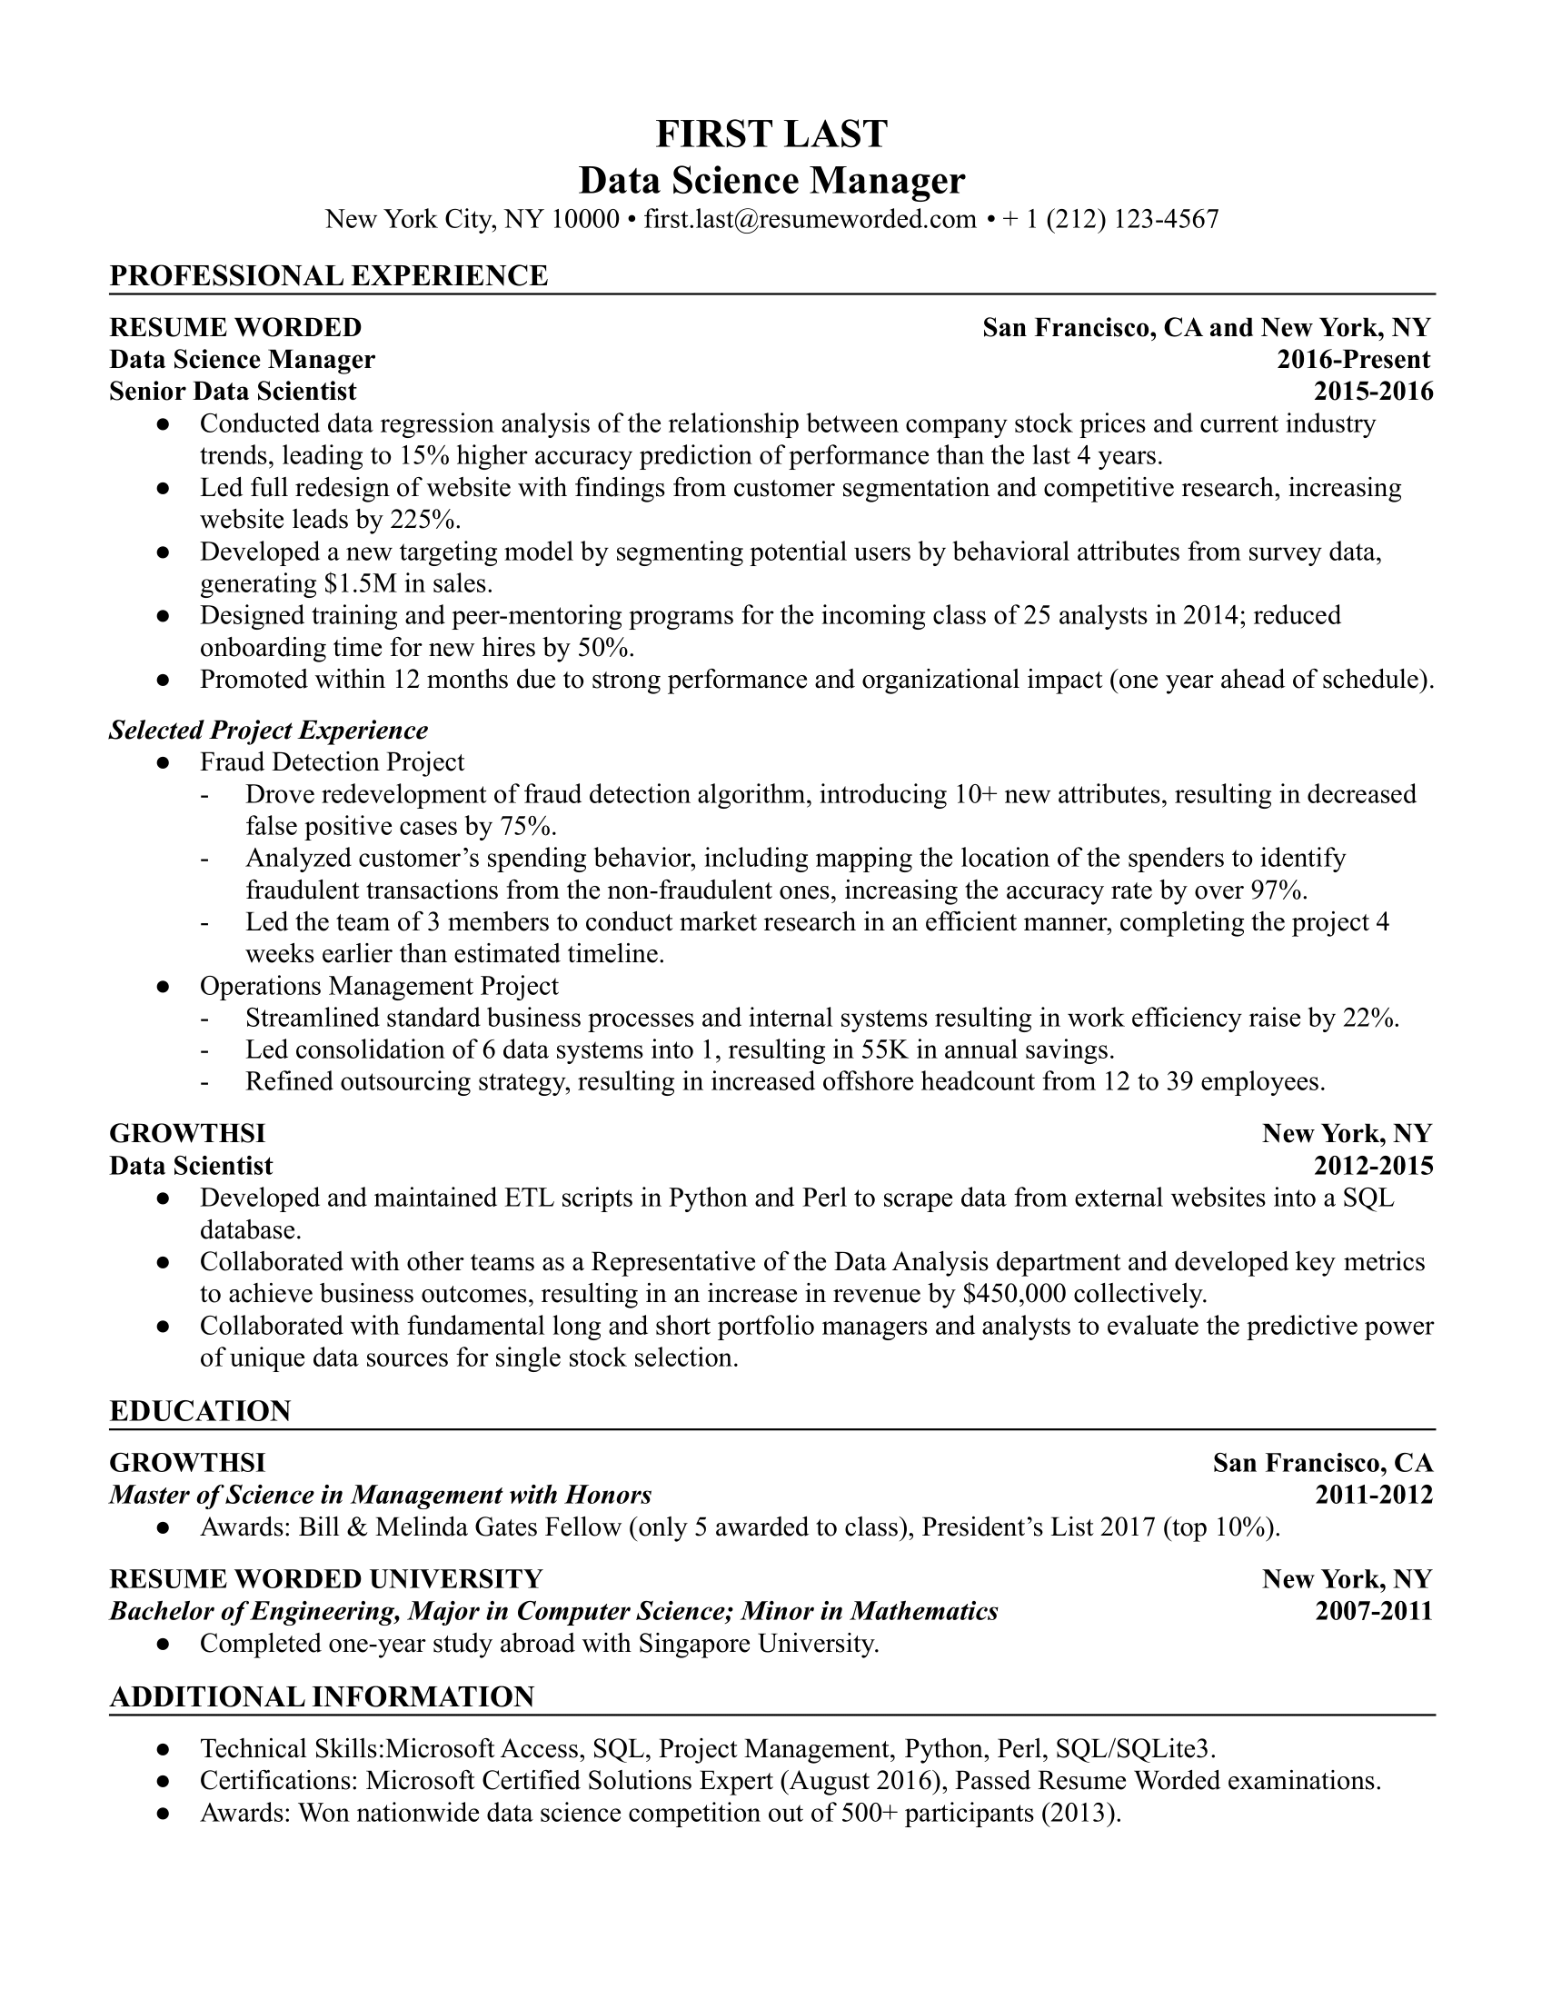 FIRST LAST
Data Science Manager
New York City, NY 10000 • first.last@resumeworded.com • + 1 (212) 123-4567
PROFESSIONAL EXPERIENCE
RESUME WORDED San Francisco, CA and New York, NY
Data Science Manager 2016-Present
Senior Data Scientist 2015-2016
● Conducted data regression analysis of the relationship between company stock prices and current industry
trends, leading to 15% higher accuracy prediction of performance than the last 4 years.
● Led full redesign of website with findings from customer segmentation and competitive research, increasing
website leads by 225%.
● Developed a new targeting model by segmenting potential users by behavioral attributes from survey data,
generating $1.5M in sales.
● Designed training and peer-mentoring programs for the incoming class of 25 analysts in 2014; reduced
onboarding time for new hires by 50%.
● Promoted within 12 months due to strong performance and organizational impact (one year ahead of schedule).
Selected Project Experience
● Fraud Detection Project
- Drove redevelopment of fraud detection algorithm, introducing 10+ new attributes, resulting in decreased
false positive cases by 75%.
- Analyzed customer’s spending behavior, including mapping the location of the spenders to identify
fraudulent transactions from the non-fraudulent ones, increasing the accuracy rate by over 97%.
- Led the team of 3 members to conduct market research in an efficient manner, completing the project 4
weeks earlier than estimated timeline.
● Operations Management Project
- Streamlined standard business processes and internal systems resulting in work efficiency raise by 22%.
- Led consolidation of 6 data systems into 1, resulting in 55K in annual savings.
- Refined outsourcing strategy, resulting in increased offshore headcount from 12 to 39 employees.
GROWTHSI New York, NY
Data Scientist 2012-2015
● Developed and maintained ETL scripts in Python and Perl to scrape data from external websites into a SQL
database.
● Collaborated with other teams as a Representative of the Data Analysis department and developed key metrics
to achieve business outcomes, resulting in an increase in revenue by $450,000 collectively.
● Collaborated with fundamental long and short portfolio managers and analysts to evaluate the predictive power
of unique data sources for single stock selection.
EDUCATION
GROWTHSI San Francisco, CA
Master of Science in Management with Honors 2011-2012
● Awards: Bill & Melinda Gates Fellow (only 5 awarded to class), President’s List 2017 (top 10%).
RESUME WORDED UNIVERSITY New York, NY
Bachelor of Engineering, Major in Computer Science; Minor in Mathematics 2007-2011
● Completed one-year study abroad with Singapore University.
ADDITIONAL INFORMATION
● Technical Skills:Microsoft Access, SQL, Project Management, Python, Perl, SQL/SQLite3.
● Certifications: Microsoft Certified Solutions Expert (August 2016), Passed Resume Worded examinations.
● Awards: Won nationwide data science competition out of 500+ participants (2013).